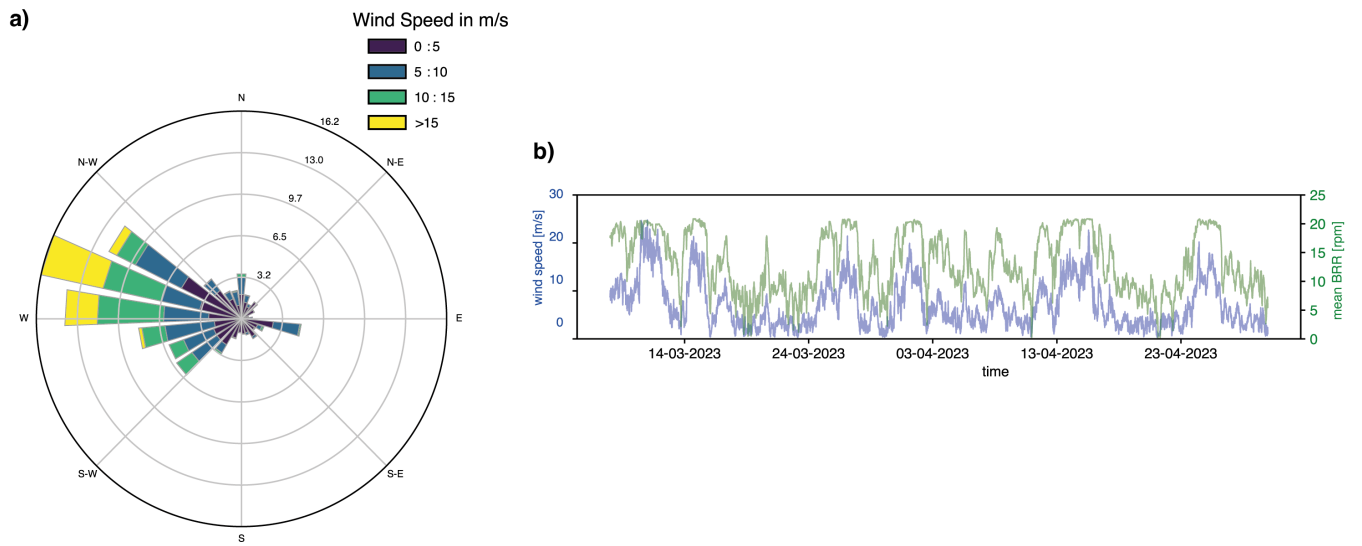 a)
Wind Speed in m/s
0 : 5
5 : 10
10 : 15
>15
N
16.2
N-W
13.0
N-E
9.7
6.5
3.2
W
E
S-W
S-E
S
b)
30
20
10
0
wind speed [m/s]
25
20
15
10
5
0
mean BRR [rpm]
14-03-2023
24-03-2023
03-04-2023
13-04-2023
23-04-2023
time